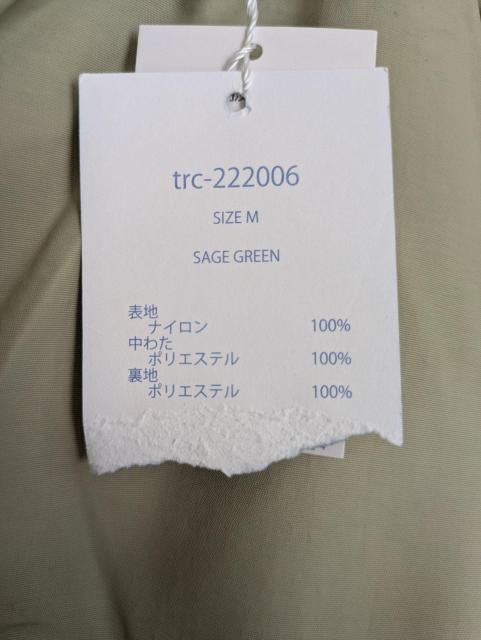 trc-222006
SIZE M
SAGE GREEN
表地
ナイロン 100%
中わた
ポリエステル 100%
裏地
ポリエステル 100%